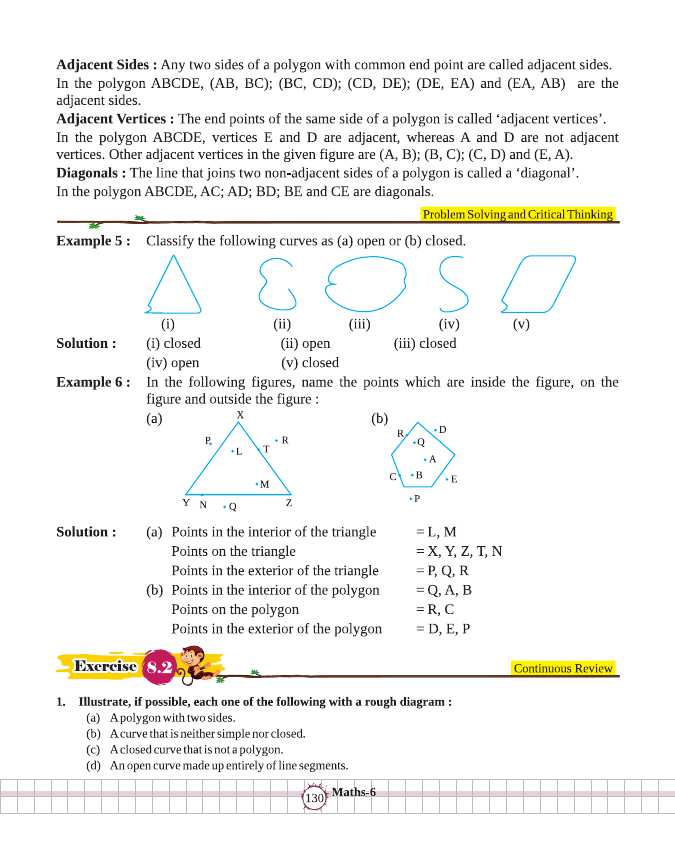 Adjacent Sides : Any two sides of a polygon with common end point are called adjacent sides.
In the polygon ABCDE, (AB, BC); (BC, CD); (CD, DE); (DE, EA) and (EA, AB) are the
adjacent sides.
Adjacent Vertices : The end points of the same side of a polygon is called ‘adjacent vertices’.
In the polygon ABCDE, vertices E and D are adjacent, whereas A and D are not adjacent
vertices. Other adjacent vertices in the given figure are (A, B); (B, C); (C, D) and (E, A).
Diagonals : The line that joins two non-adjacent sides of a polygon is called a ‘diagonal’.
In the polygon ABCDE, AC; AD; BD; BE and CE are diagonals.
Problem Solving and Critical Thinking
Example 5 : Classify the following curves as (a) open or (b) closed.
(i) (ii) (iii) (iv) (v)
Solution : (i) closed (ii) open (iii) closed
(iv) open (v) closed
Example 6 : In the following figures, name the points which are inside the figure, on the
figure and outside the figure :
(a) X (b)
P R L T M Y N Q Z
R D Q A C B E P
Solution : (a) Points in the interior of the triangle = L, M
Points on the triangle = X, Y, Z, T, N
Points in the exterior of the triangle = P, Q, R
(b) Points in the interior of the polygon = Q, A, B
Points on the polygon = R, C
Points in the exterior of the polygon = D, E, P
Exercise 8.2
Continuous Review
1. Illustrate, if possible, each one of the following with a rough diagram :
(a) A polygon with two sides.
(b) A curve that is neither simple nor closed.
(c) A closed curve that is not a polygon.
(d) An open curve made up entirely of line segments.
130 Maths-6